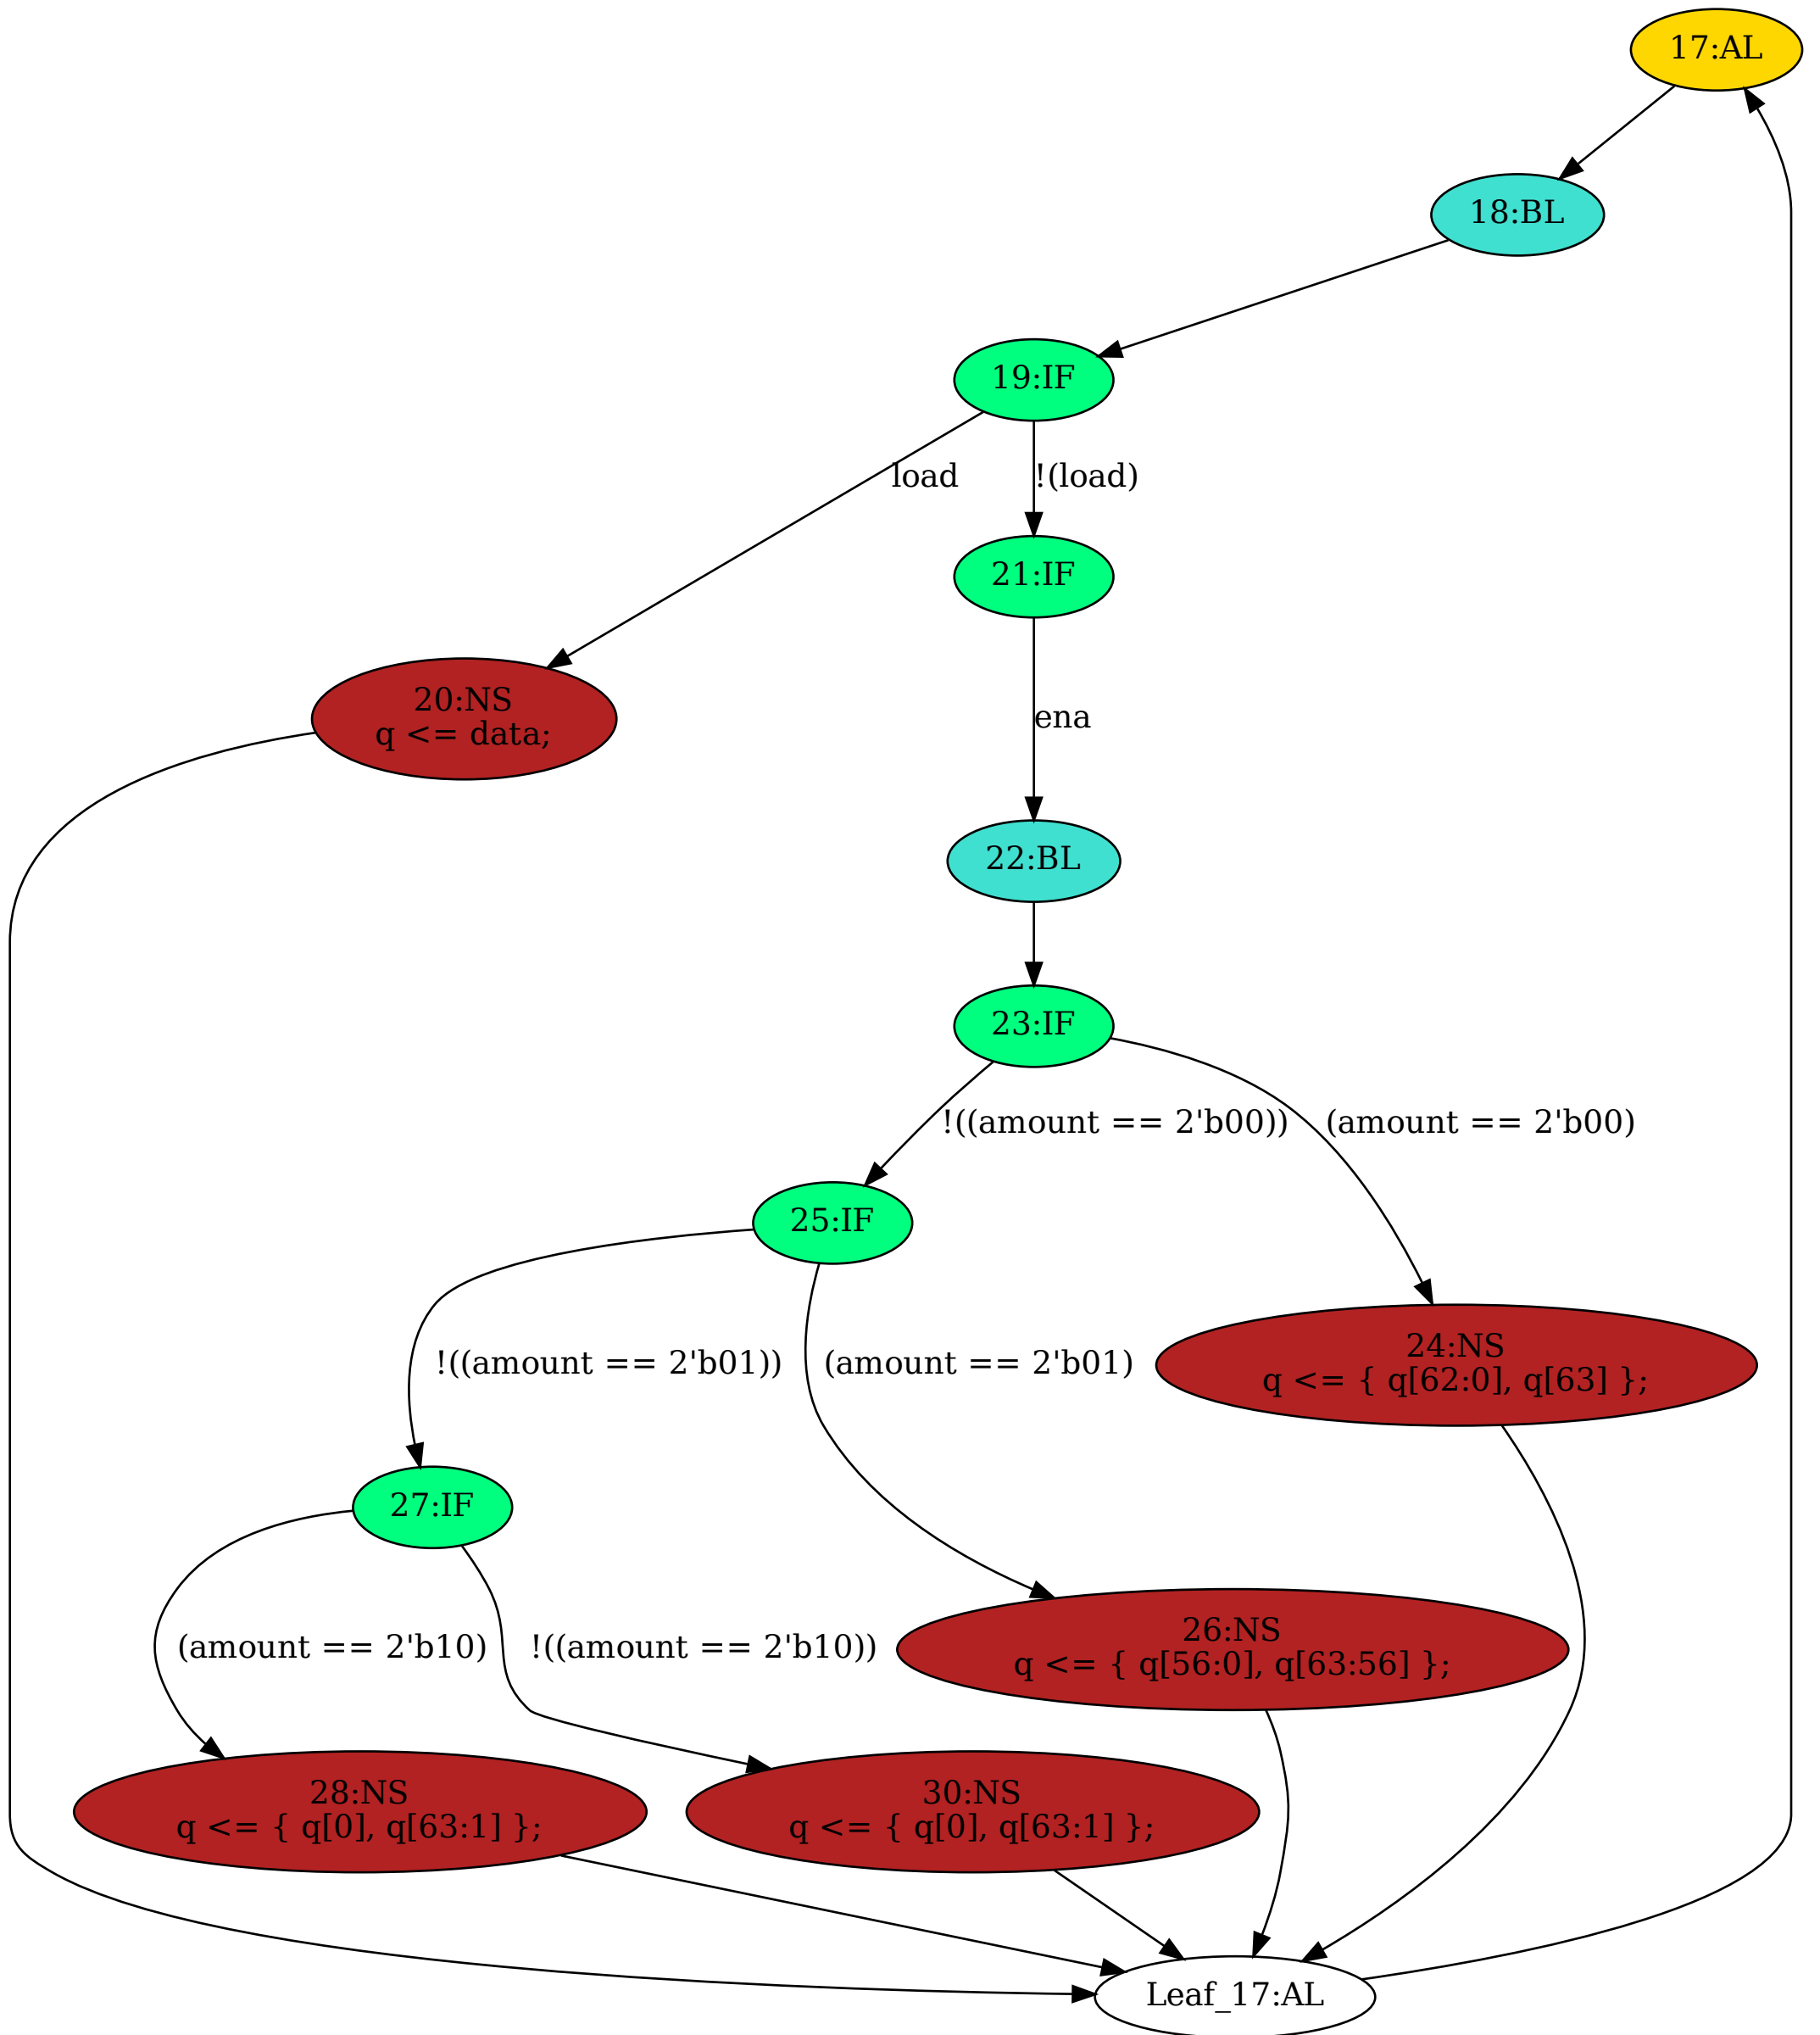 17:AL
18:BL
19:IF
load
!(load)
21:IF
20:NS
q <= data;
ena
22:BL
23:IF
!((amount == 2'b00))
(amount == 2'b00)
25:IF
!((amount == 2'b01))
(amount == 2'b01)
24:NS
q <= { q[62:0], q[63] };
27:IF
(amount == 2'b10)
!((amount == 2'b10))
26:NS
q <= { q[56:0], q[63:56] };
28:NS
q <= { q[0], q[63:1] };
30:NS
q <= { q[0], q[63:1] };
Leaf_17:AL